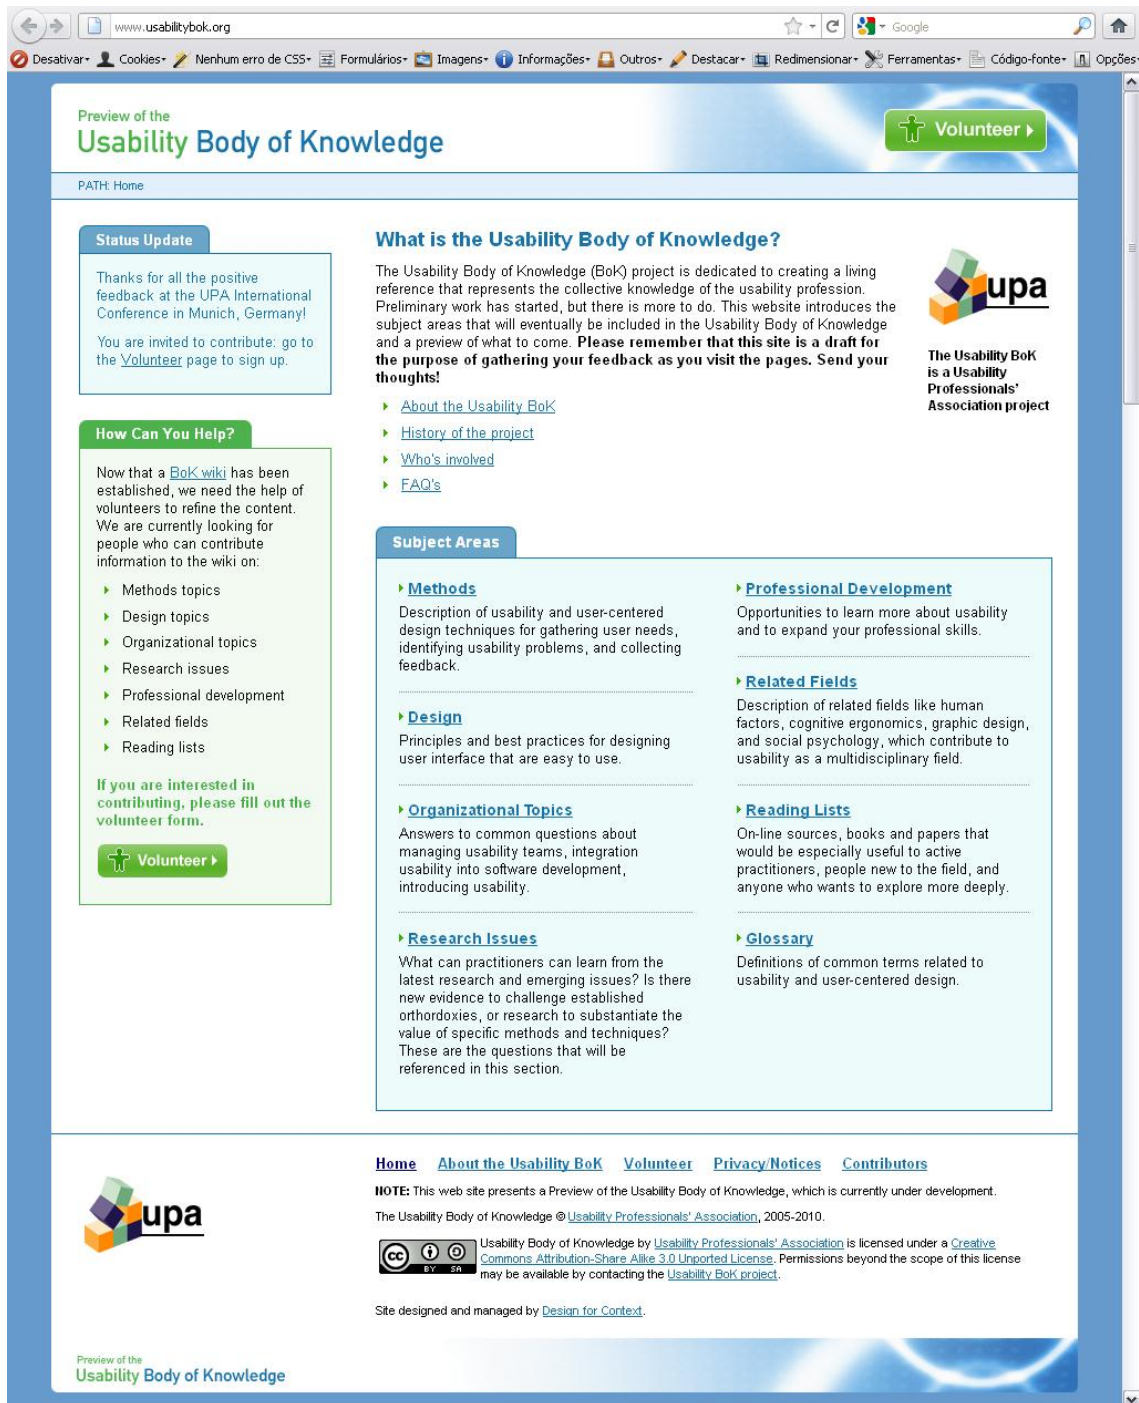 www.usabilitybok.org
Google
Desativar
Cookies
Nenhum erro de CSS
Formulários
Imagens
Informações
Outros
Destacar
Redimensionar
Ferramentas
Código-fonte
Opções
Preview of the
Usability Body of Knowledge
Volunteer
PATH: Home
Status Update
Thanks for all the positive
feedback at the UPA International
Conference in Munich, Germany!
You are invited to contribute: go to
the Volunteer page to sign up.
How Can You Help?
Now that a BoK wiki has been
established, we need the help of
volunteers to refine the content.
We are currently looking for
people who can contribute
information to the wiki on:
Methods topics
Design topics
Organizational topics
Research issues
Professional development
Related fields
Reading lists
If you are interested in
contributing, please fill out the
volunteer form.
Volunteer
What is the Usability Body of Knowledge?
The Usability Body of Knowledge (BoK) project is dedicated to creating a living
reference that represents the collective knowledge of the usability profession.
Preliminary work has started, but there is more to do. This website introduces the
subject areas that will eventually be included in the Usability Body of Knowledge
and a preview of what to come. Please remember that this site is a draft for
the purpose of gathering your feedback as you visit the pages. Send your
thoughts!
About the Usability BoK
History of the project
Who's involved
FAQ's
upa
The Usability BoK
is a Usability
Professionals'
Association project
Subject Areas
Methods
Description of usability and user-centered
design techniques for gathering user needs,
identifying usability problems, and collecting
feedback.
Design
Principles and best practices for designing
user interface that are easy to use.
Organizational Topics
Answers to common questions about
managing usability teams, integration
usability into software development,
introducing usability.
Research Issues
What can practitioners can learn from the
latest research and emerging issues? Is there
new evidence to challenge established
orthordoxies, or research to substantiate the
value of specific methods and techniques?
These are the questions that will be
referenced in this section.
Professional Development
Opportunities to learn more about usability
and to expand your professional skills.
Related Fields
Description of related fields like human
factors, cognitive ergonomics, graphic design,
and social psychology, which contribute to
usability as a multidisciplinary field.
Reading Lists
On-line sources, books and papers that
would be especially useful to active
practitioners, people new to the field, and
anyone who wants to explore more deeply.
Glossary
Definitions of common terms related to
usability and user-centered design.
upa
Home About the Usability BoK Volunteer Privacy/Notices Contributors
NOTE: This web site presents a Preview of the Usability Body of Knowledge, which is currently under development.
The Usability Body of Knowledge © Usability Professionals' Association, 2005-2010.
cc BY SA
Usability Body of Knowledge by Usability Professionals' Association is licensed under a Creative
Commons Attribution-Share Alike 3.0 Unported License. Permissions beyond the scope of this license
may be available by contacting the Usability BoK project.
Site designed and managed by Design for Context.
Preview of the
Usability Body of Knowledge